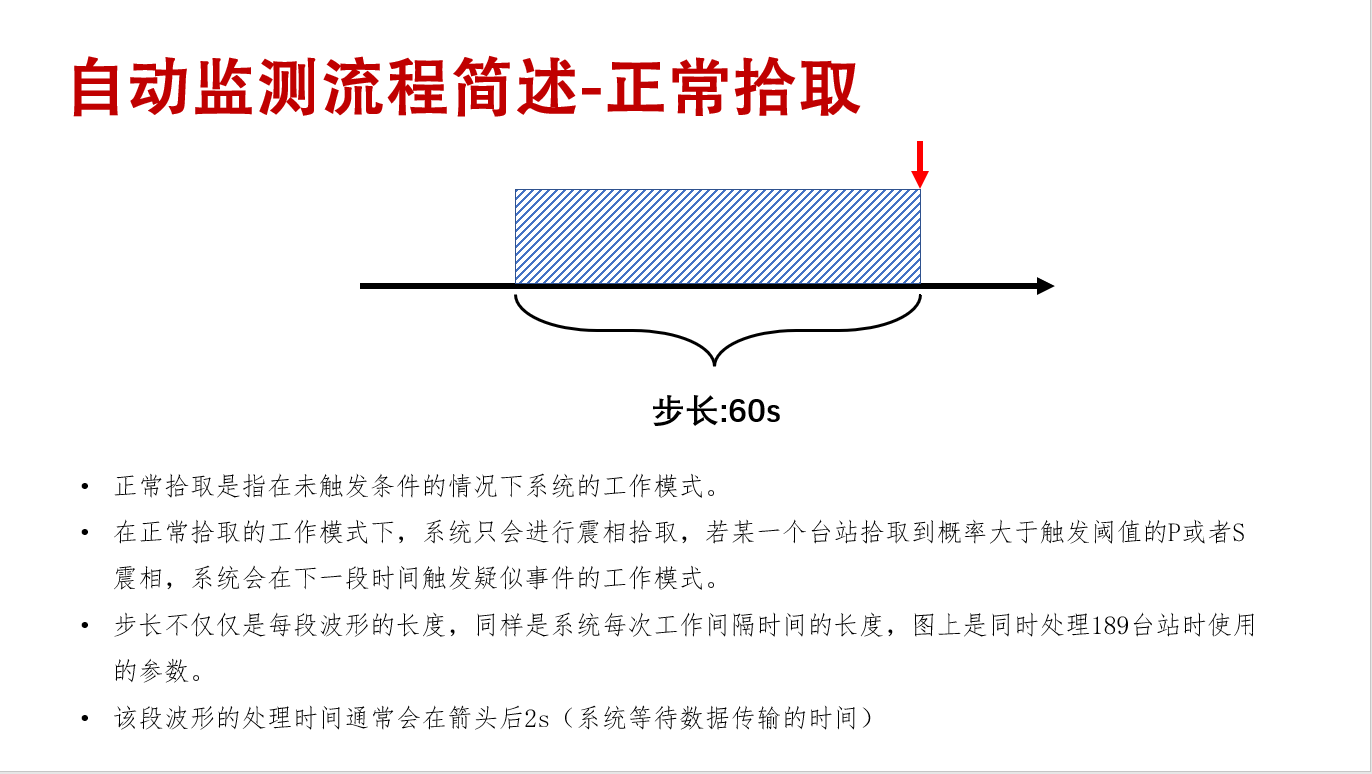 自动监测流程简述-正常拾取
步长:60s
• 正常拾取是指在未触发条件的情况下系统的工作模式。
• 在正常拾取的工作模式下，系统只会进行震相拾取，若某一个台站拾取到概率大于触发阈值的P或者S
震相，系统会在下一段时间触发疑似事件的工作模式。
• 步长不仅仅是每段波形的长度，同样是系统每次工作间隔时间的长度，图上是同时处理189台站时使用
的参数。
• 该段波形的处理时间通常会在箭头后2s（系统等待数据传输的时间）